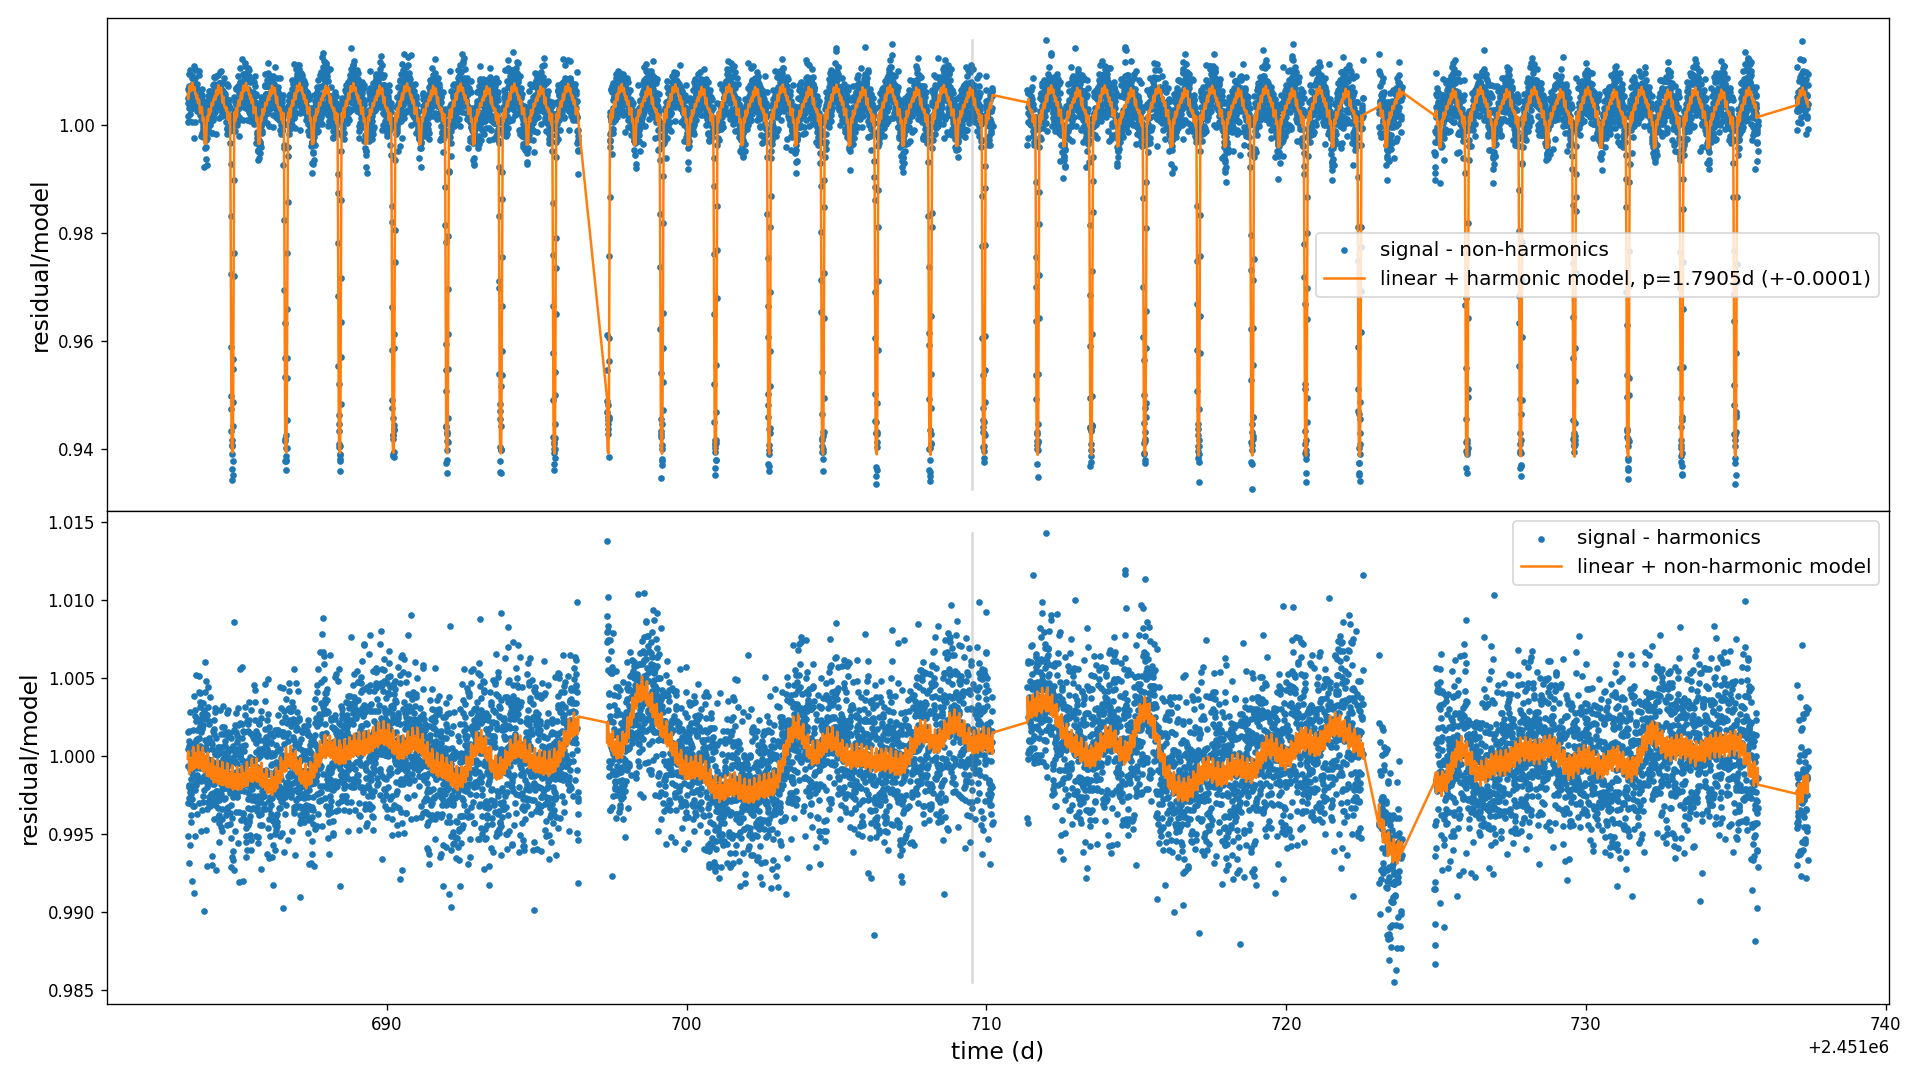 residual/model
1.00
0.98
0.96
0.94
signal - non-harmonics
linear + harmonic model, p=1.7905d (+-0.0001)
residual/model
1.015
1.010
1.005
1.000
0.995
0.990
0.985
signal - harmonics
linear + non-harmonic model
690 700 710 720 730 740
time (d)
+2.451e6